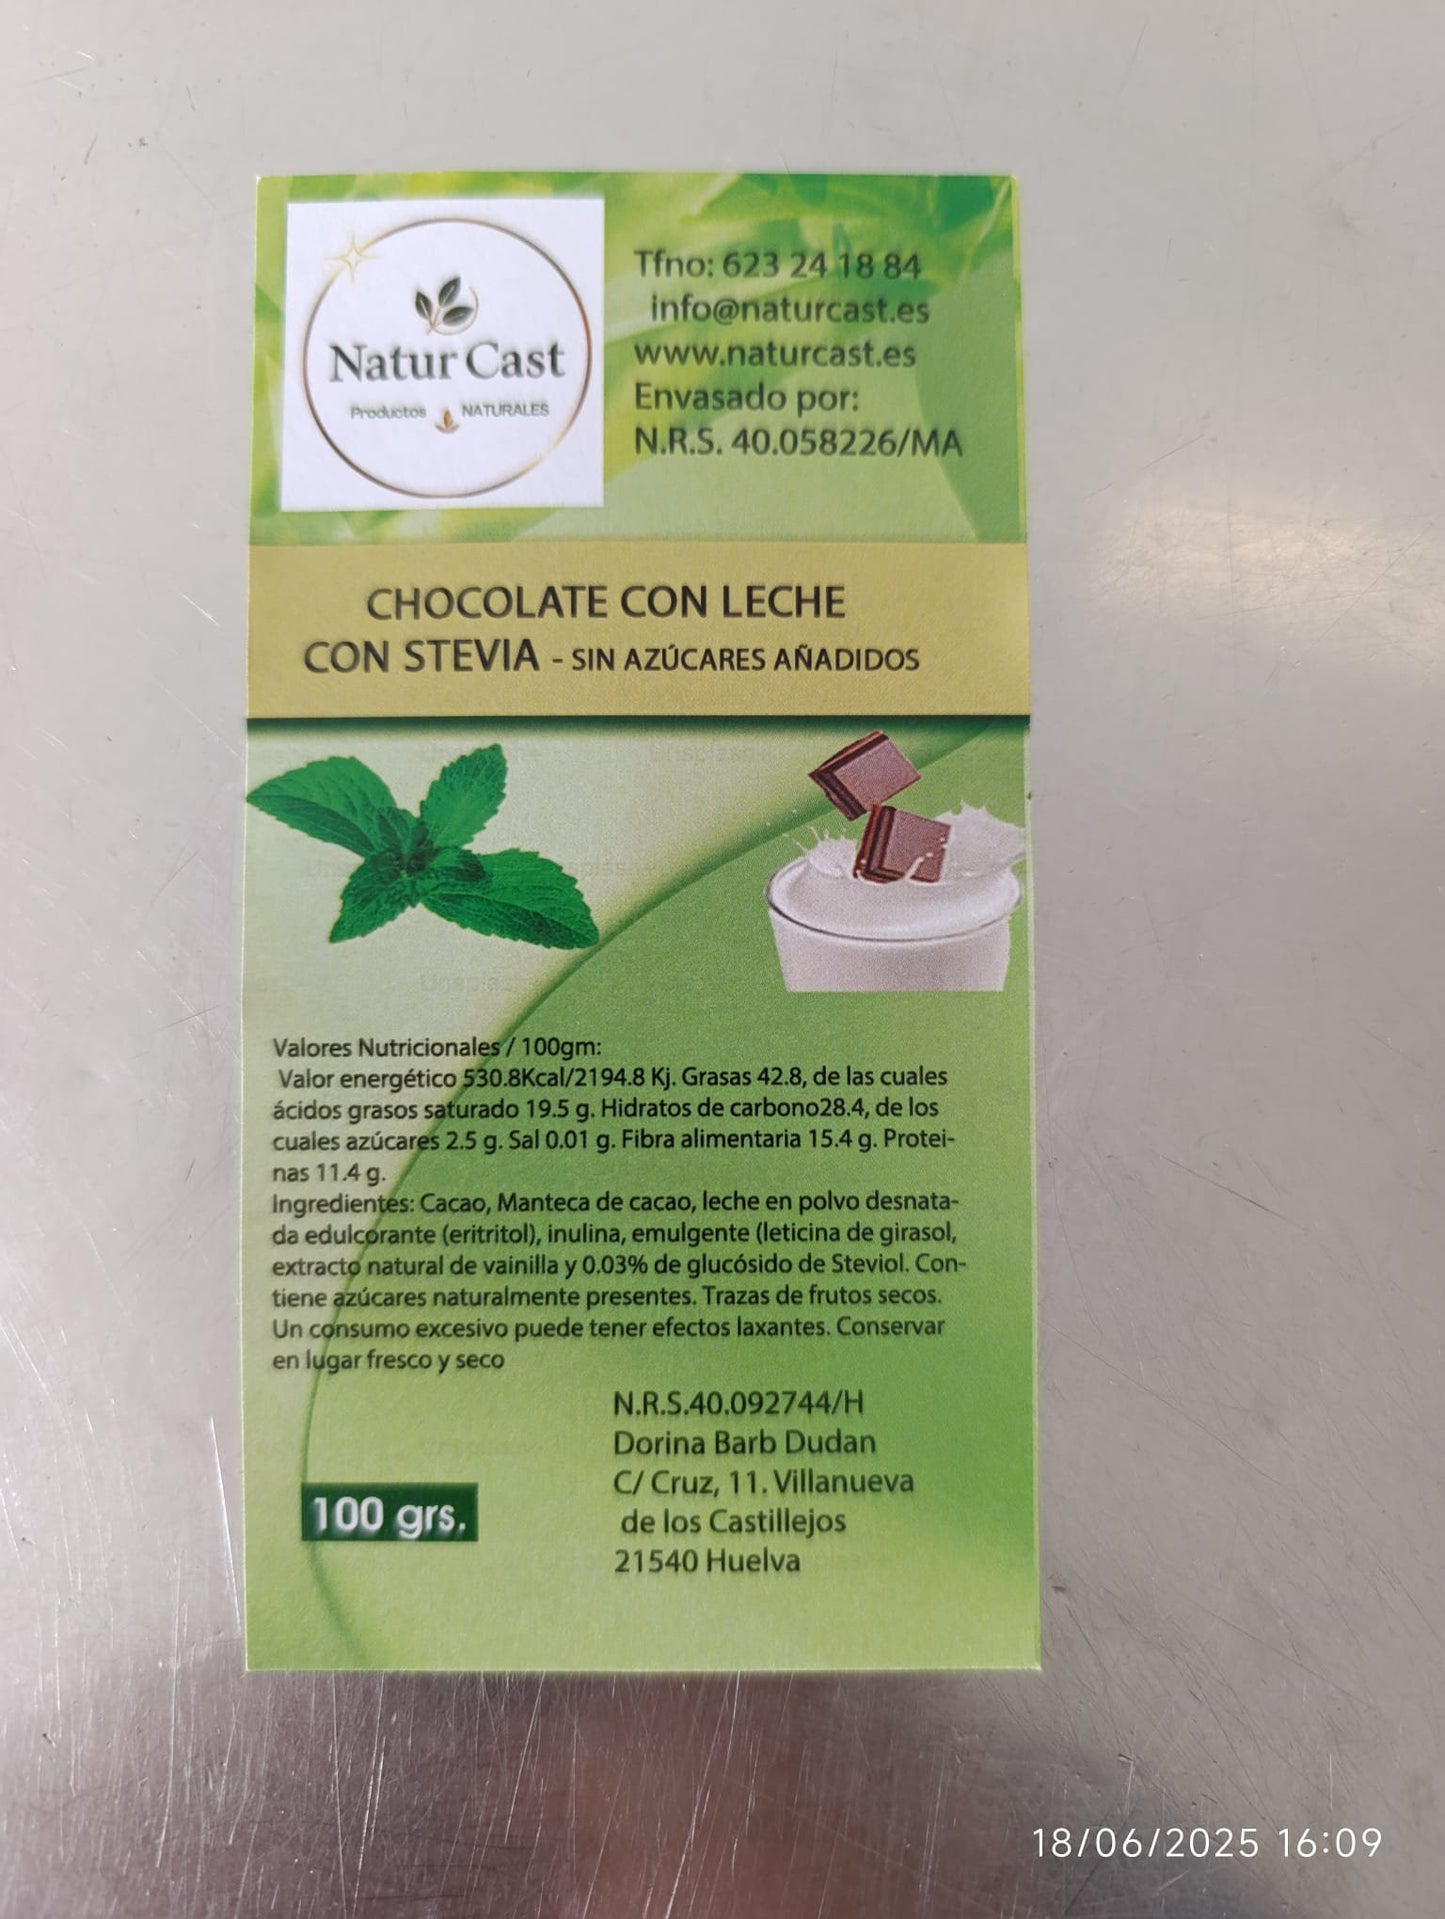 Natur Cast
Productos NATURALES
Tfno: 623 24 18 84
info@naturcast.es
www.naturcast.es
Envasado por:
N.R.S. 40.058226/MA
CHOCOLATE CON LECHE
CON STEVIA - SIN AZÚCARES AÑADIDOS
Valores Nutricionales / 100gm:
Valor energético 530.8Kcal/2194.8 Kj. Grasas 42.8, de las cuales
ácidos grasos saturado 19.5 g. Hidratos de carbono28.4, de los
cuales azúcares 2.5 g. Sal 0.01 g. Fibra alimentaria 15.4 g. Protei-
nas 11.4 g.
Ingredientes: Cacao, Manteca de cacao, leche en polvo desnata-
da edulcorante (eritritol), inulina, emulgente (leticina de girasol,
extracto natural de vainilla y 0.03% de glucósido de Steviol. Con-
tiene azúcares naturalmente presentes. Trazas de frutos secos.
Un consumo excesivo puede tener efectos laxantes. Conservar
en lugar fresco y seco
N.R.S.40.092744/H
Dorina Barb Dudan
C/ Cruz, 11. Villanueva
de los Castillejos
21540 Huelva
100 grs.
18/06/2025 16:09